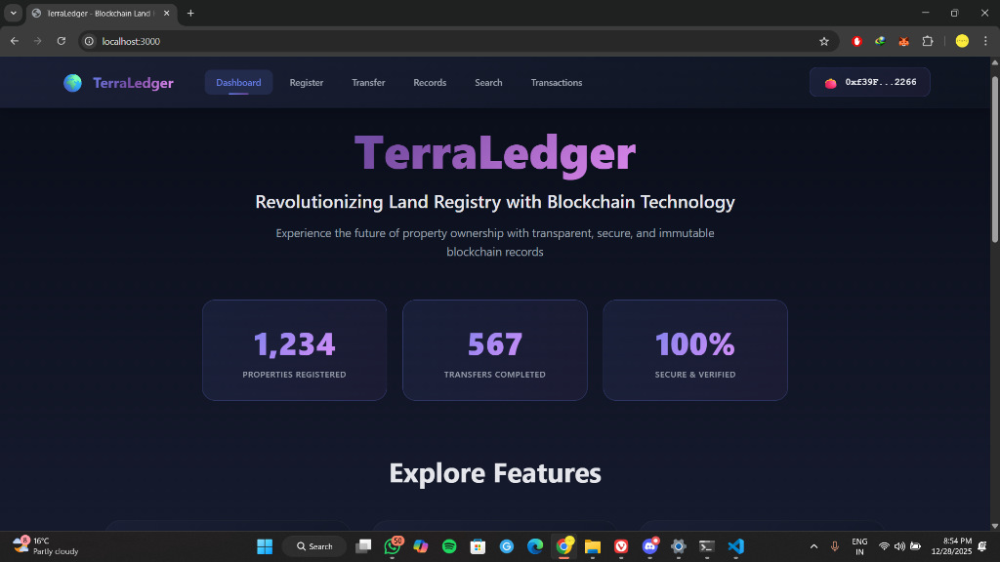 TerraLedger - Blockchain Land
localhost:3000
TerraLedger
Dashboard
Register
Transfer
Records
Search
Transactions
0xf39F...2266
TerraLedger
Revolutionizing Land Registry with Blockchain Technology
Experience the future of property ownership with transparent, secure, and immutable
blockchain records
1,234
PROPERTIES REGISTERED
567
TRANSFERS COMPLETED
100%
SECURE & VERIFIED
Explore Features
16°C
Partly cloudy
Search
50
ENG
IN
8:54 PM
12/28/2025